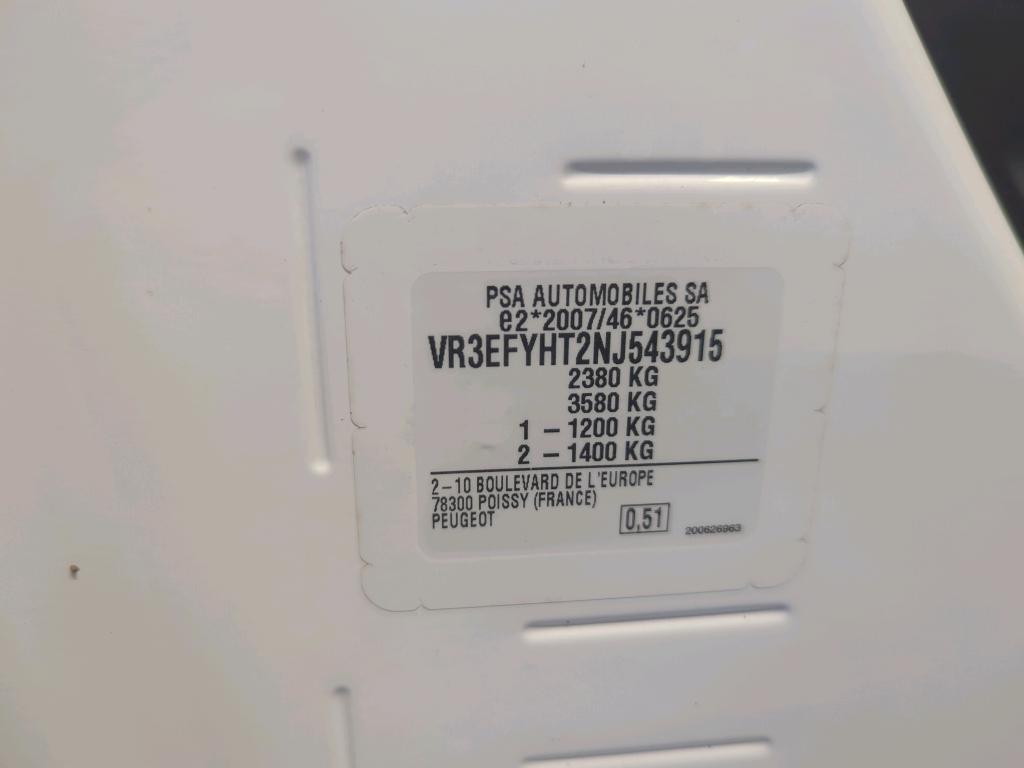 PSA AUTOMOBILES SA
e2*2007/46*0625
VR3EFYHT2NJ543915
2380 KG
3580 KG
1 – 1200 KG
2 – 1400 KG
2–10 BOULEVARD DE L'EUROPE
78300 POISSY (FRANCE)
PEUGEOT
0,51
200626963